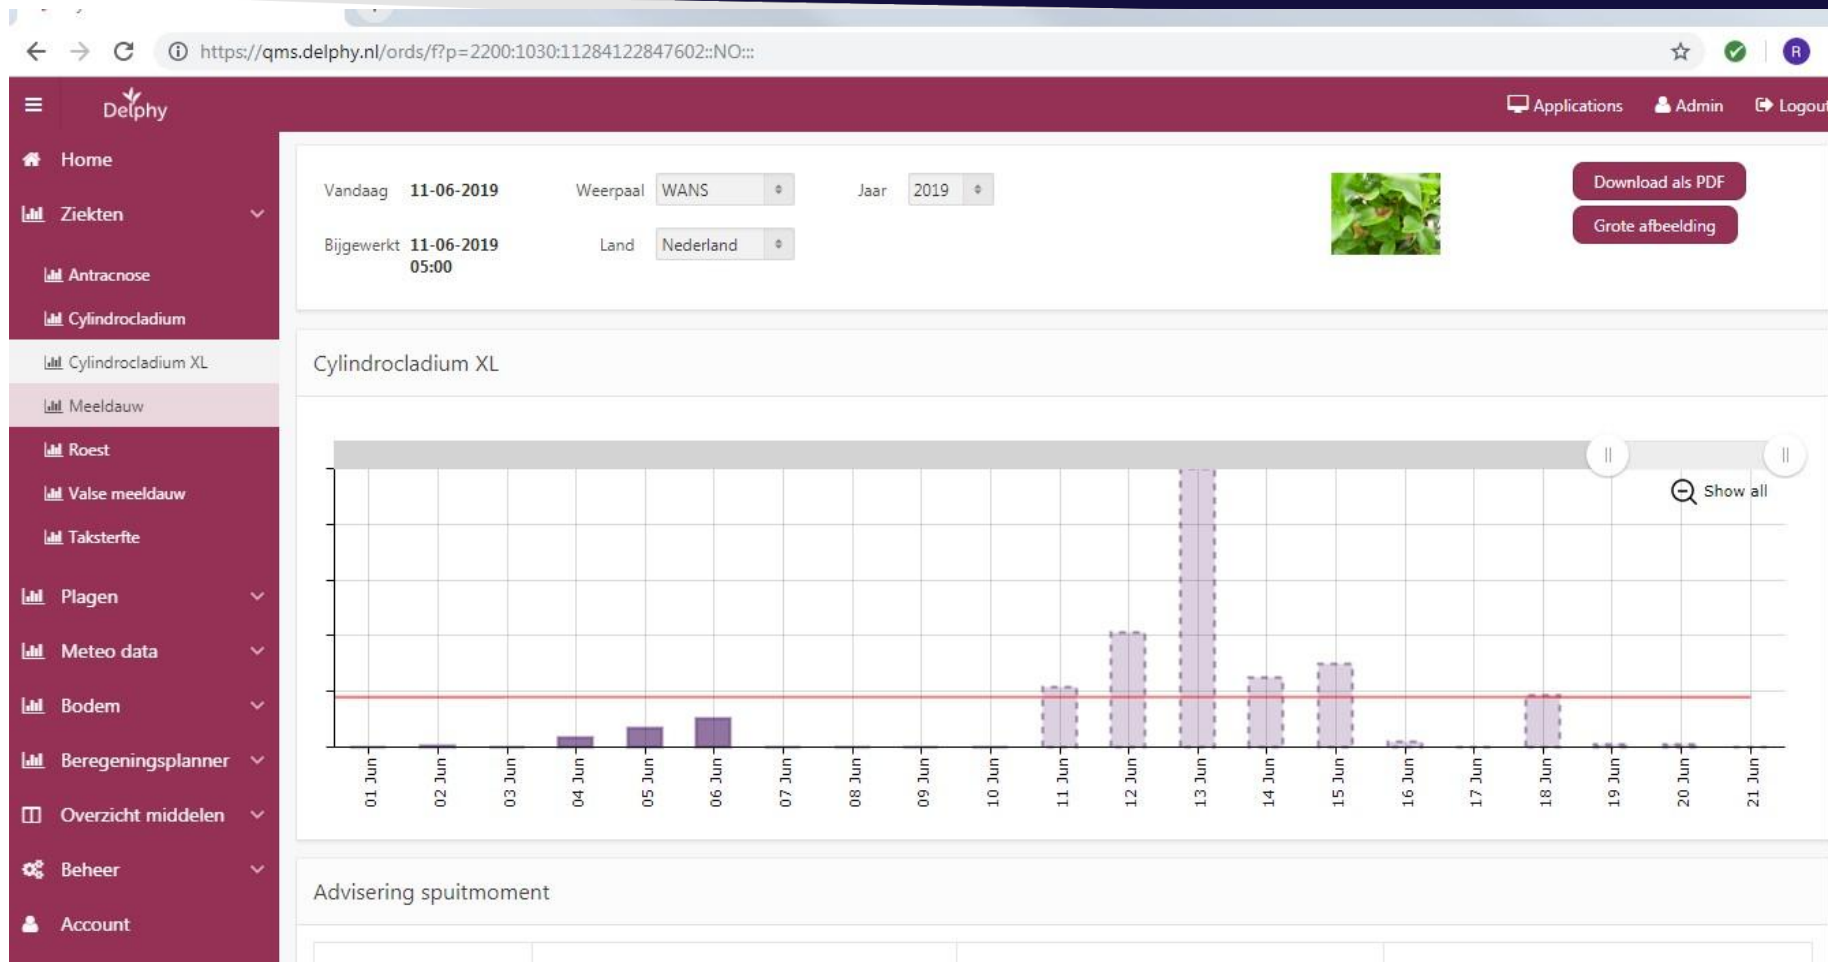 https://qms.delphy.nl/ords/f?p=2200:1030:11284122847602::NO:::
R
Delphy
Applications
Admin
Logout
Home
Ziekten
Antracnose
Cylindrocladium
Cylindrocladium XL
Meeldauw
Roest
Valse meeldauw
Taksterfte
Plagen
Meteo data
Bodem
Beregeningsplanner
Overzicht middelen
Beheer
Account
Vandaag 11-06-2019
Weerpaal WANS
Jaar 2019
Bijgewerkt 11-06-2019
05:00
Land Nederland
Download als PDF
Grote afbeelding
Cylindrocladium XL
Show all
01 Jun
02 Jun
03 Jun
04 Jun
05 Jun
06 Jun
07 Jun
08 Jun
09 Jun
10 Jun
11 Jun
12 Jun
13 Jun
14 Jun
15 Jun
16 Jun
17 Jun
18 Jun
19 Jun
20 Jun
21 Jun
Advisering spuitmoment